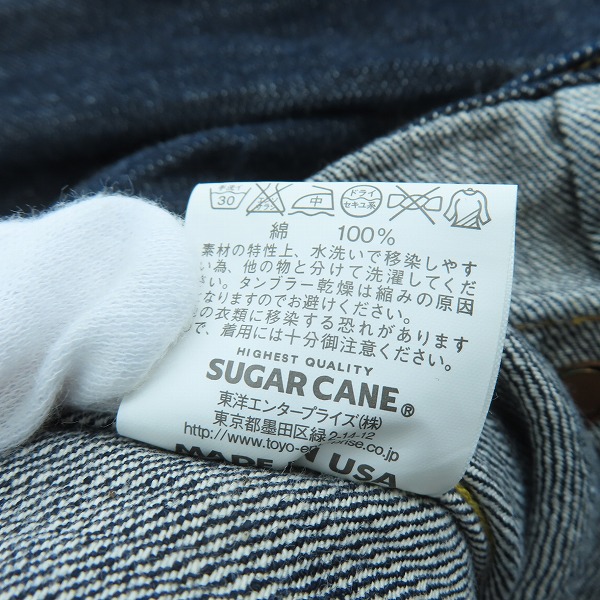 手洗イ 30 中 ドライ セキユ系
綿 100%
素材の特性上、水洗いで移染しやす
い為、他の物と分けて洗濯してくだ
い。タンブラー乾燥は縮みの原因
なりますのでお避けください。
の衣類に移染する恐れがあります
で、着用には十分御注意ください。
HIGHEST QUALITY
SUGAR CANE®
東洋エンタープライズ(株)
東京都墨田区緑2-14-12
http://www.toyo-e
se.co.jp
MADE
USA